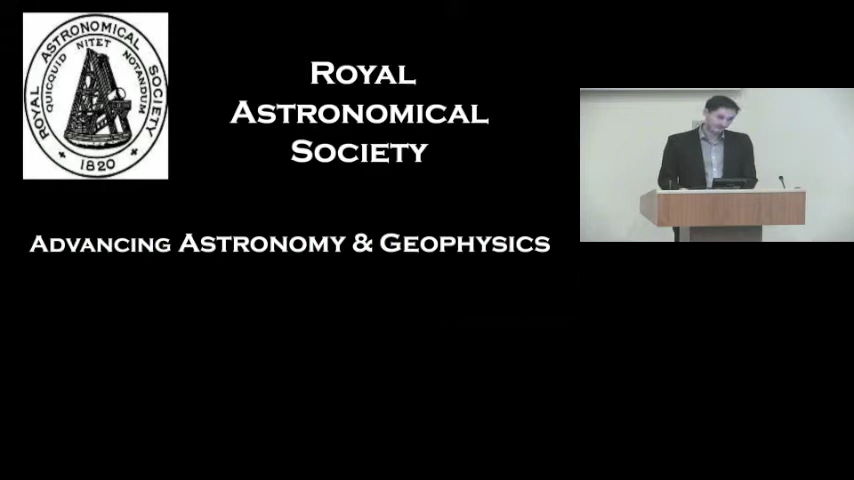 ROYAL ASTRONOMICAL SOCIETY
QUICQUID NITET NOTANDUM
1820
ROYAL
ASTRONOMICAL
SOCIETY
ADVANCING ASTRONOMY & GEOPHYSICS